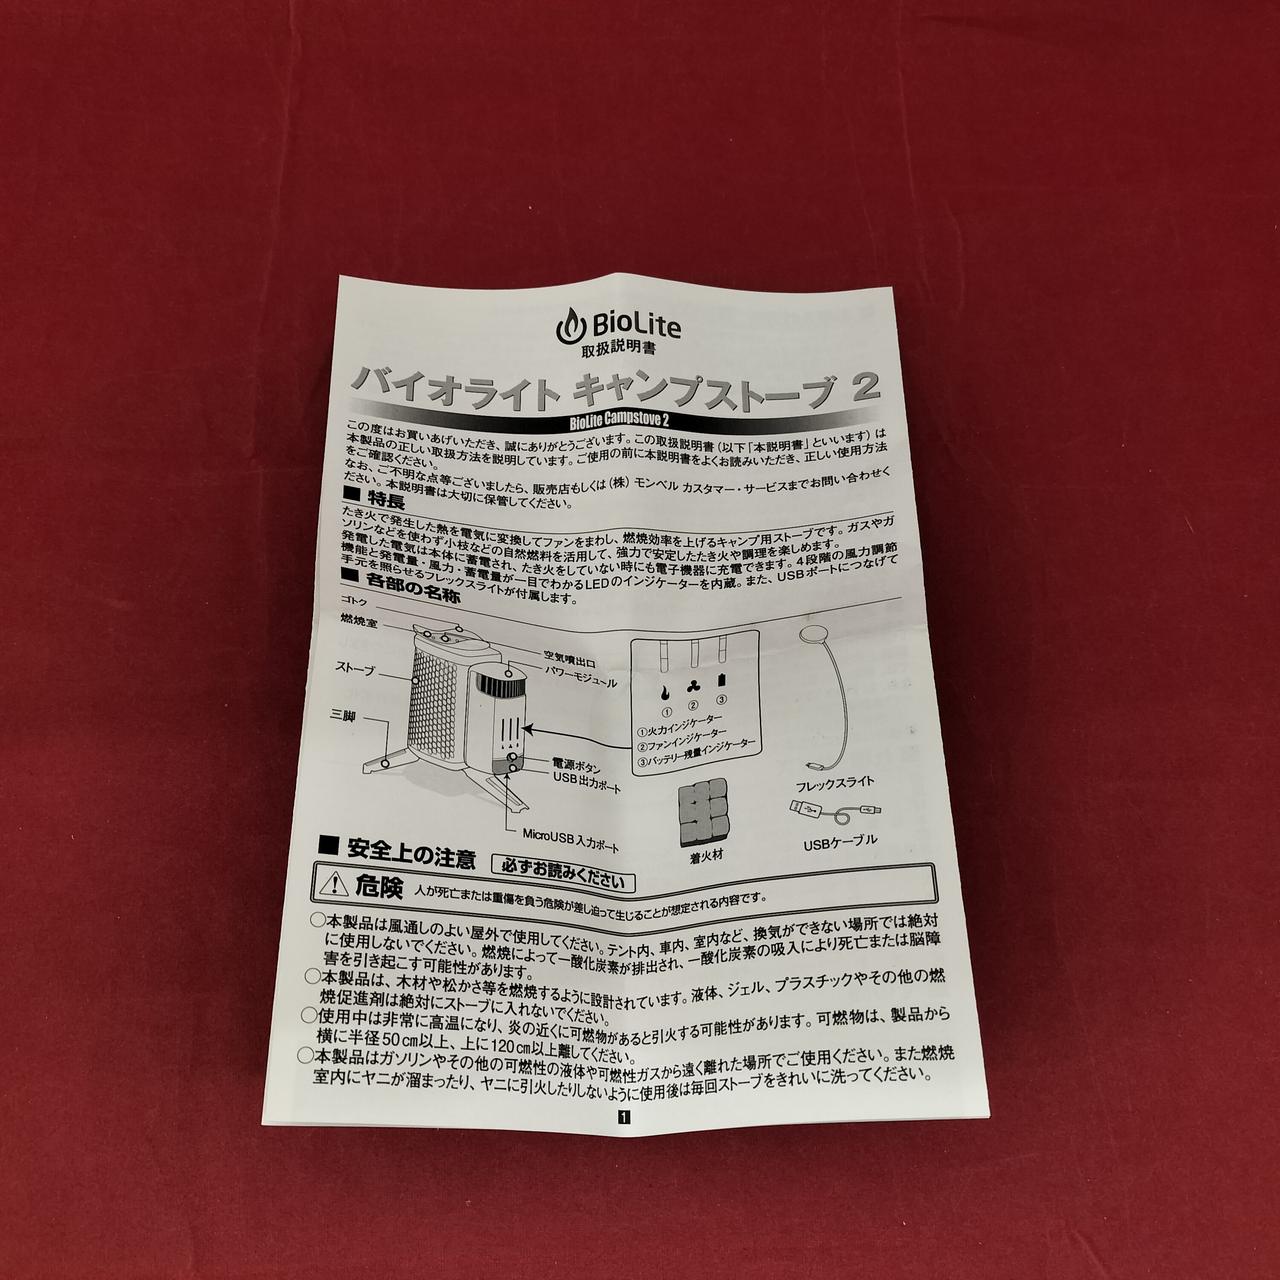 BioLite
取扱説明書
バイオライト キャンプストーブ 2
BioLite Campstove 2
この度はお買いあげいただき、誠にありがとうございます。この取扱説明書(以下「本説明書」といいます)は
本製品の正しい取扱方法を説明しています。ご使用の前に本説明書をよくお読みいただき、正しい使用方法
をご確認ください。
なお、ご不明な点等ございましたら、販売店もしくは(株)モンベル カスタマー・サービスまでお問い合わせく
ださい。本説明書は大切に保管してください。
■ 特長
たき火で発生した熱を電気に変換してファンをまわし、燃焼効率を上げるキャンプ用ストーブです。ガスやガ
ソリンなどを使わず小枝などの自然燃料を活用して、強力で安定したたき火や調理を楽しめます。
発電した電気は本体に蓄電され、たき火をしていない時にも電子機器に充電できます。4段階の風力調節
機能と発電量・風力・蓄電量が一目でわかるLEDのインジケーターを内蔵。また、USBポートにつなげて
手元を照らせるフレックスライトが付属します。
■ 各部の名称
ゴトク
燃焼室
ストーブ
三脚
空気噴出口
パワーモジュール
電源ボタン
USB出力ポート
MicroUSB入力ポート
① ② ③
①火力インジケーター
②ファンインジケーター
③バッテリー残量インジケーター
着火材
フレックスライト
USBケーブル
■ 安全上の注意 必ずお読みください
危険 人が死亡または重傷を負う危険が差し迫って生じることが想定される内容です。
○本製品は風通しのよい屋外で使用してください。テント内、車内、室内など、換気ができない場所では絶対
に使用しないでください。燃焼によって一酸化炭素が排出され、一酸化炭素の吸入により死亡または脳障
害を引き起こす可能性があります。
○本製品は、木材や松かさ等を燃焼するように設計されています。液体、ジェル、プラスチックやその他の燃
焼促進剤は絶対にストーブに入れないでください。
○使用中は非常に高温になり、炎の近くに可燃物があると引火する可能性があります。可燃物は、製品から
横に半径50cm以上、上に120cm以上離してください。
○本製品はガソリンやその他の可燃性の液体や可燃性ガスから遠く離れた場所でご使用ください。また燃焼
室内にヤニが溜まったり、ヤニに引火したりしないように使用後は毎回ストーブをきれいに洗ってください。
1